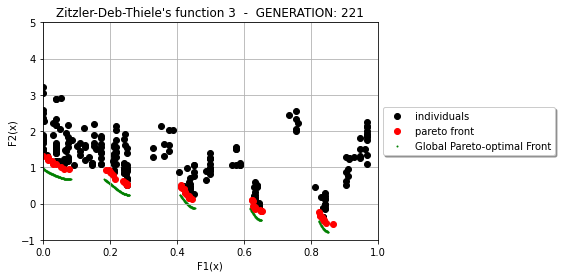 Zitzler-Deb-Thiele's function 3  -  GENERATION: 221
5
4
3
2
1
0
−1
F2(x)
0.0 0.2 0.4 0.6 0.8 1.0
F1(x)
individuals
pareto front
Global Pareto-optimal Front